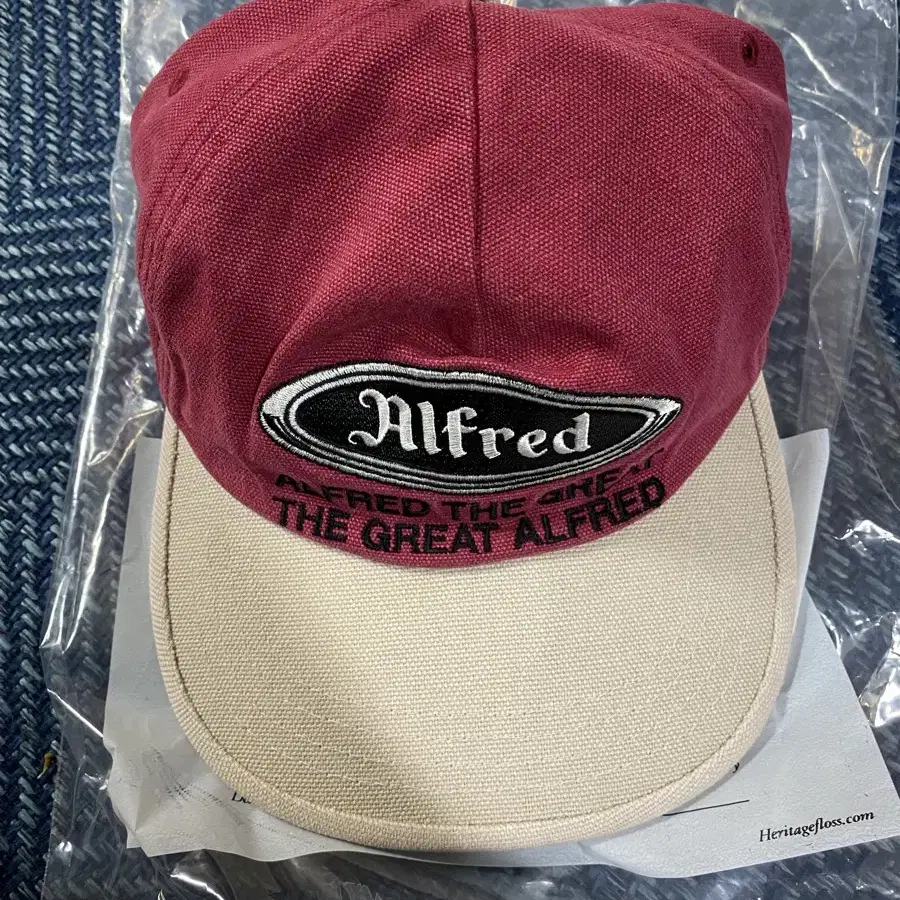 Alfred
ALFRED THE GREAT
THE GREAT ALFRED
Heritagefloss.com